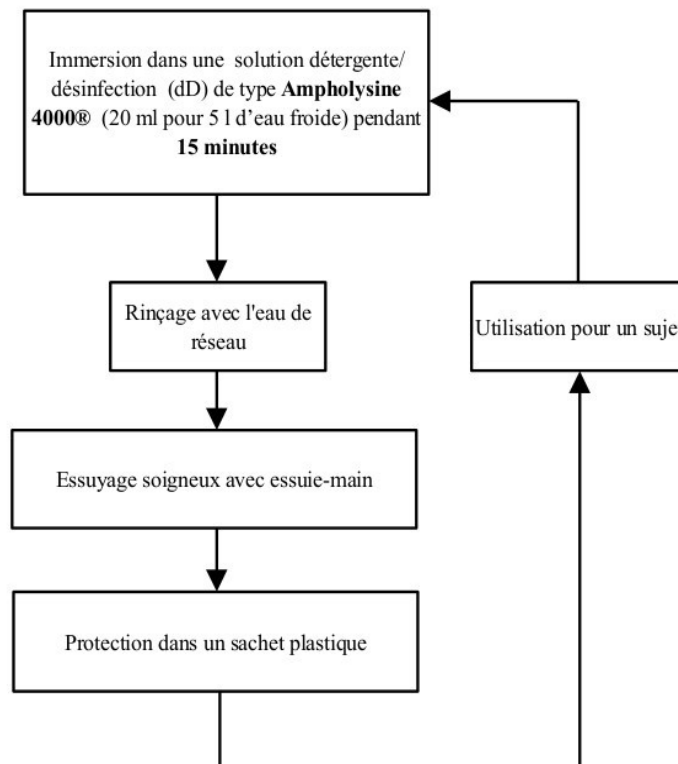 Immersion dans une solution détergente/
désinfection (dD) de type Ampholysine
4000® (20 ml pour 5 l d'eau froide) pendant
15 minutes
Rinçage avec l'eau de
réseau
Utilisation pour un suje
Essuyage soigneux avec essuie-main
Protection dans un sachet plastique